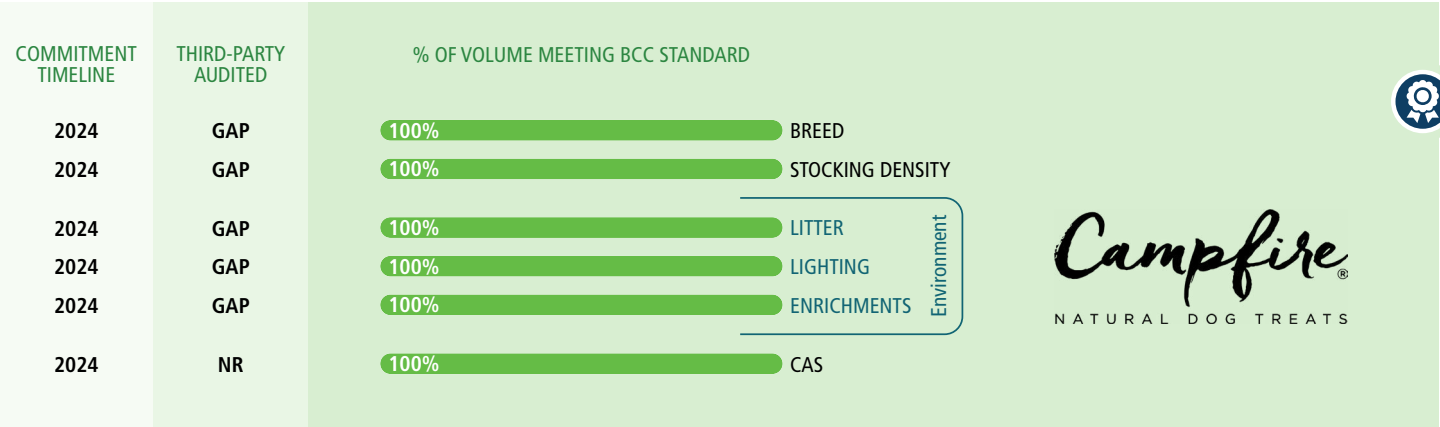 COMMITMENT TIMELINE
THIRD-PARTY AUDITED
% OF VOLUME MEETING BCC STANDARD
2024 GAP 100% BREED
2024 GAP 100% STOCKING DENSITY
2024 GAP 100% LITTER
2024 GAP 100% LIGHTING
2024 GAP 100% ENRICHMENTS
Environment
2024 NR 100% CAS
Campfire®
NATURAL DOG TREATS